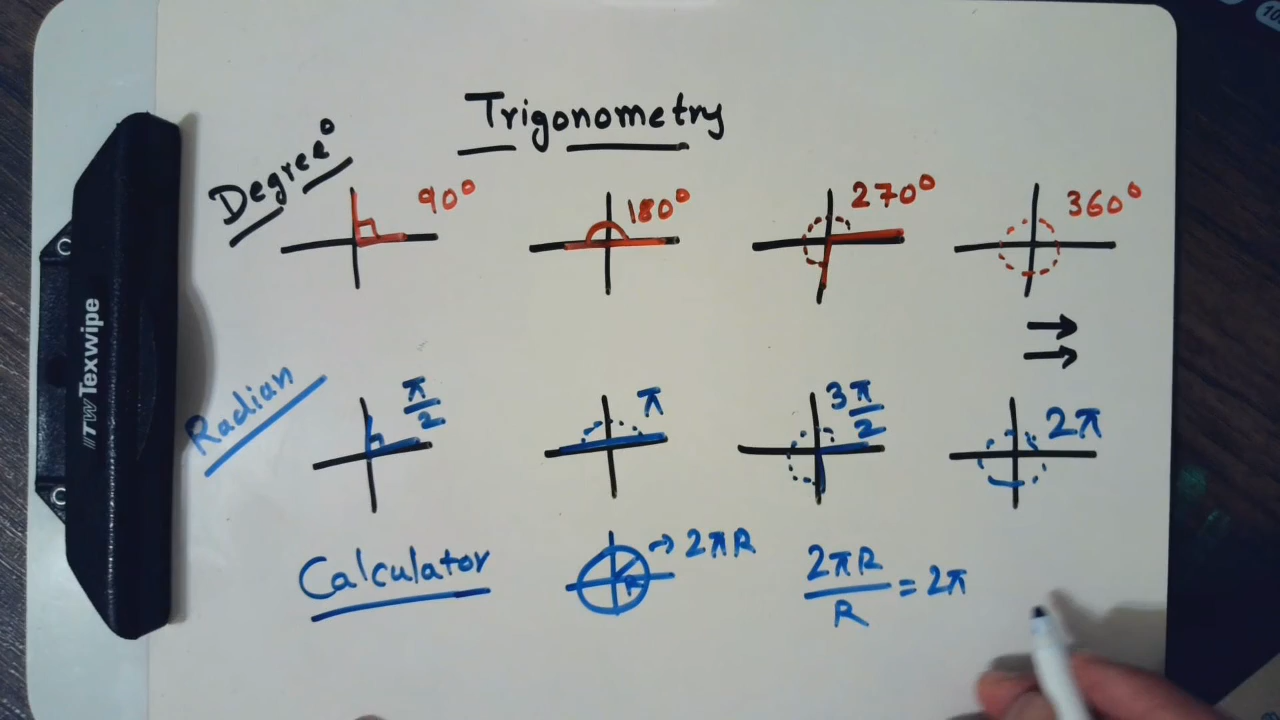 Trigonometry
Degree°
90° 180° 270° 360°
Radian
π/2 π 3π/2 2π
Calculator
R → 2πR
2πR/R = 2π
TW Texwipe